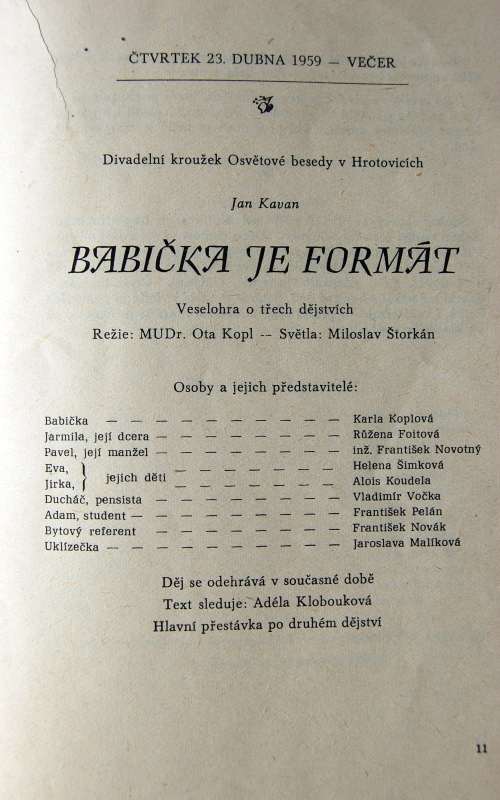 ČTVRTEK 23. DUBNA 1959 — VEČER
Divadelní kroužek Osvětové besedy v Hrotovicích
Jan Kavan
BABIČKA JE FORMÁT
Veselohra o třech dějstvích
Režie: MUDr. Ota Kopl — Světla: Miloslav Štorkán
Osoby a jejich představitelé:
Babička — — — — — — — — — Karla Koplová
Jarmila, její dcera — — — — — — — Růžena Foitová
Pavel, její manžel — — — — — — — inž. František Novotný
Eva, } jejich děti — — — — — — Helena Šimková
Jirka, } jejich děti — — — — — — Alois Koudela
Ducháč, pensista — — — — — — — Vladimír Vočka
Adam, student — — — — — — — — František Pelán
Bytový referent — — — — — — — František Novák
Uklízečka — — — — — — — — — Jaroslava Malíková
Děj se odehrává v současné době
Text sleduje: Adéla Klobouková
Hlavní přestávka po druhém dějství
11